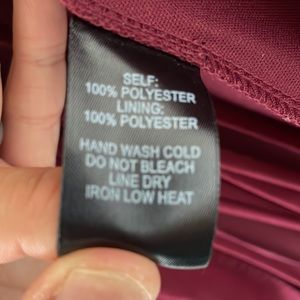 SELF:
100% POLYESTER
LINING:
100% POLYESTER
HAND WASH COLD
DO NOT BLEACH
LINE DRY
IRON LOW HEAT